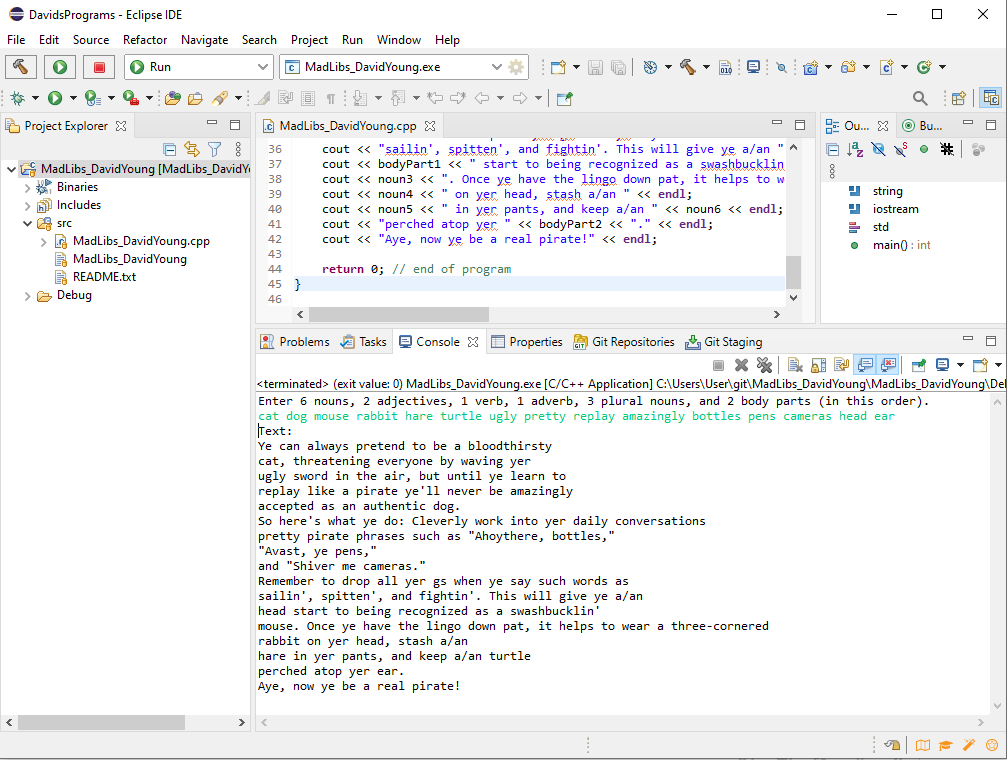 DavidsPrograms - Eclipse IDE
File Edit Source Refactor Navigate Search Project Run Window Help
Run
MadLibs_DavidYoung.exe
Project Explorer
MadLibs_DavidYoung [MadLibs_DavidYo
Binaries
Includes
src
MadLibs_DavidYoung.cpp
MadLibs_DavidYoung
README.txt
Debug
MadLibs_DavidYoung.cpp
36 cout << "sailin', spitten', and fightin'. This will give ye a/an "
37 cout << bodyPart1 << " start to being recognized as a swashbucklin
38 cout << noun3 << ". Once ye have the lingo down pat, it helps to w
39 cout << noun4 << " on yer head, stash a/an " << endl;
40 cout << noun5 << " in yer pants, and keep a/an " << noun6 << endl;
41 cout << "perched atop yer " << bodyPart2 << "." << endl;
42 cout << "Aye, now ye be a real pirate!" << endl;
43
44 return 0; // end of program
45 }
46
Ou...
Bu...
string
iostream
std
main() : int
Problems Tasks Console Properties Git Repositories Git Staging
<terminated> (exit value: 0) MadLibs_DavidYoung.exe [C/C++ Application] C:\Users\User\git\MadLibs_DavidYoung\MadLibs_DavidYoung\Del
Enter 6 nouns, 2 adjectives, 1 verb, 1 adverb, 3 plural nouns, and 2 body parts (in this order).
cat dog mouse rabbit hare turtle ugly pretty replay amazingly bottles pens cameras head ear
Text:
Ye can always pretend to be a bloodthirsty
cat, threatening everyone by waving yer
ugly sword in the air, but until ye learn to
replay like a pirate ye'll never be amazingly
accepted as an authentic dog.
So here's what ye do: Cleverly work into yer daily conversations
pretty pirate phrases such as "Ahoythere, bottles,"
"Avast, ye pens,"
and "Shiver me cameras."
Remember to drop all yer gs when ye say such words as
sailin', spitten', and fightin'. This will give ye a/an
head start to being recognized as a swashbucklin'
mouse. Once ye have the lingo down pat, it helps to wear a three-cornered
rabbit on yer head, stash a/an
hare in yer pants, and keep a/an turtle
perched atop yer ear.
Aye, now ye be a real pirate!